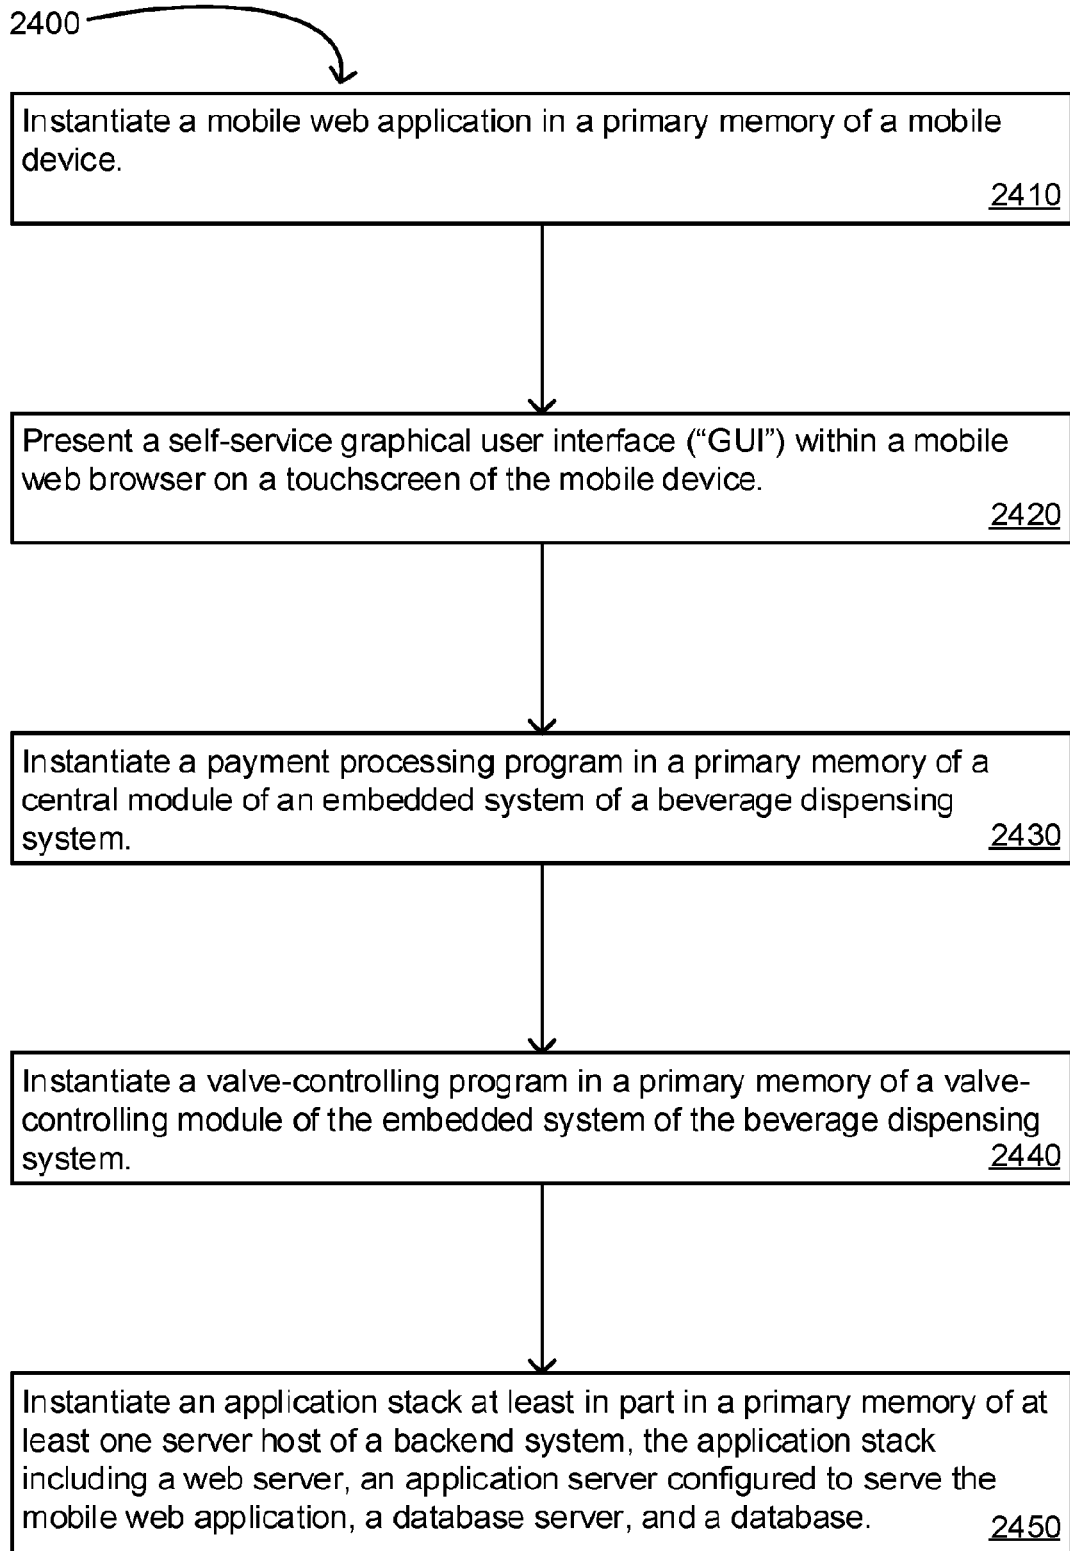 2400
Instantiate a mobile web application in a primary memory of a mobile
device.
2410
Present a self-service graphical user interface (“GUI”) within a mobile
web browser on a touchscreen of the mobile device.
2420
Instantiate a payment processing program in a primary memory of a
central module of an embedded system of a beverage dispensing
system.
2430
Instantiate a valve-controlling program in a primary memory of a valve-
controlling module of the embedded system of the beverage dispensing
system.
2440
Instantiate an application stack at least in part in a primary memory of at
least one server host of a backend system, the application stack
including a web server, an application server configured to serve the
mobile web application, a database server, and a database.
2450